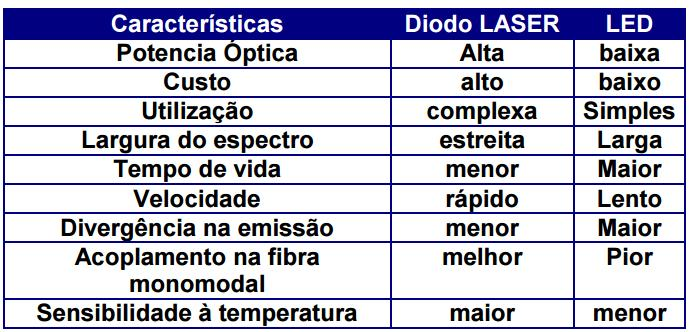 Características Diodo LASER LED
Potencia Óptica Alta baixa
Custo alto baixo
Utilização complexa Simples
Largura do espectro estreita Larga
Tempo de vida menor Maior
Velocidade rápido Lento
Divergência na emissão menor Maior
Acoplamento na fibra melhor Pior
monomodal
Sensibilidade à temperatura maior menor